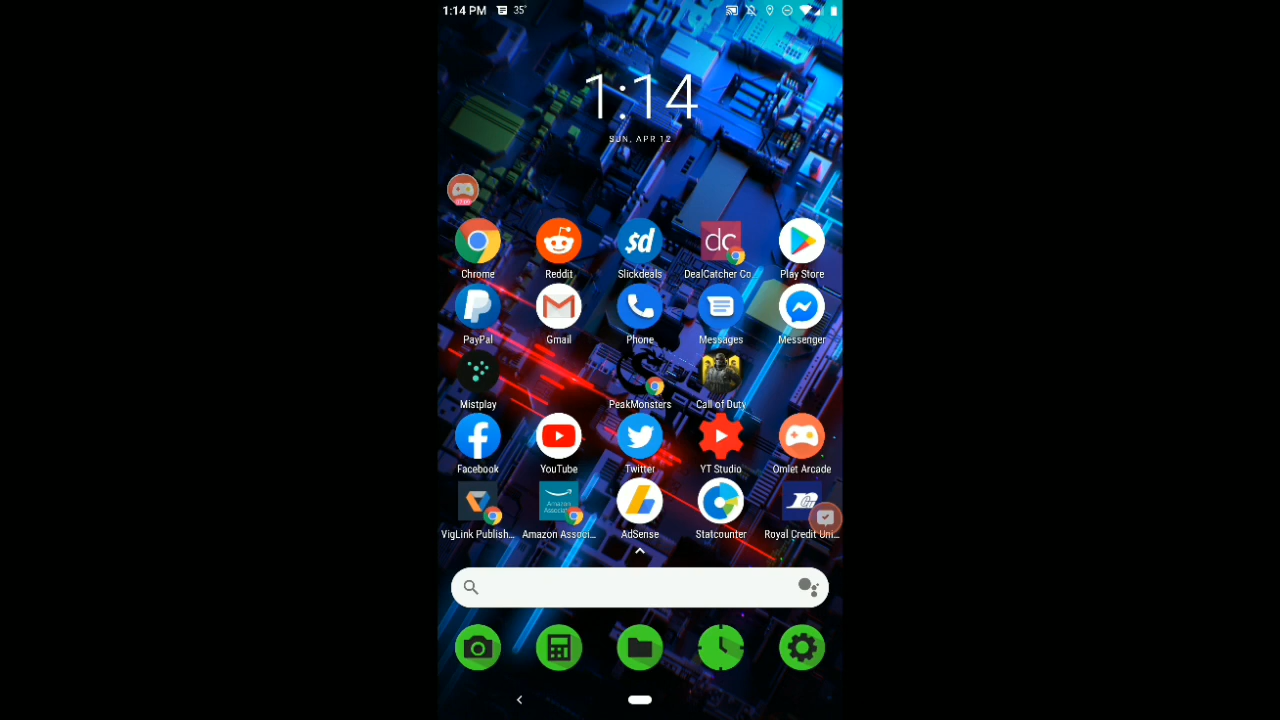 1:14 PM 35°
1:14
SUN, APR 12
Chrome Reddit Slickdeals DealCatcher Co Play Store
PayPal Gmail Phone Messages Messenger
Mistplay PeakMonsters Call of Duty
Facebook YouTube Twitter YT Studio Omlet Arcade
VigLink Publish... Amazon Associ... AdSense Statcounter Royal Credit Uni...
$d
dc
Amazon